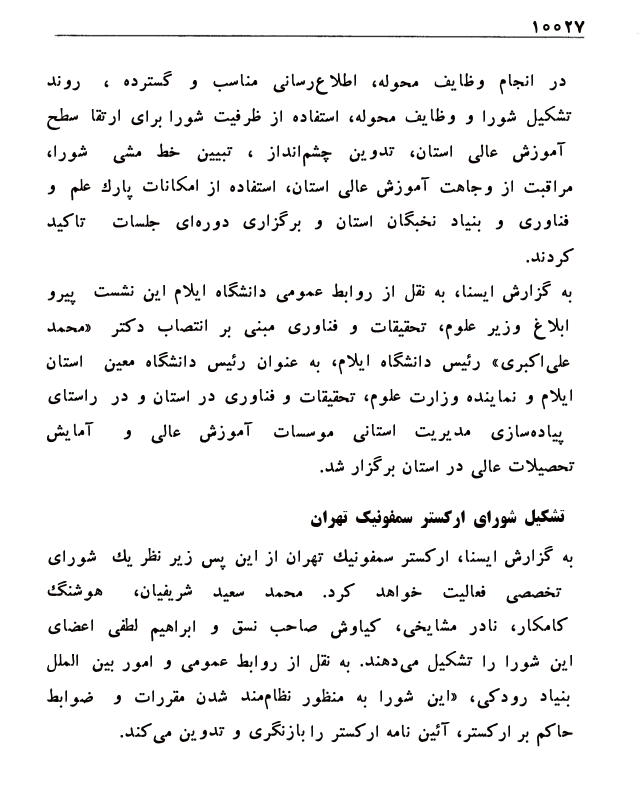 ۱۰۰۲۷
در انجام وظایف محوله، اطلاع‌رسانی مناسب و گسترده ، روند
تشکیل شورا و وظایف محوله، استفاده از ظرفیت شورا برای ارتقا سطح
آموزش عالی استان، تدوین چشم‌انداز ، تبیین خط مشی شورا،
مراقبت از وجاهت آموزش عالی استان، استفاده از امکانات پارك علم و
فناوری و بنیاد نخبگان استان و برگزاری دوره‌ای جلسات تاکید
کردند.
به گزارش ایسنا، به نقل از روابط عمومی دانشگاه ایلام این نشست پیرو
ابلاغ وزیر علوم، تحقیقات و فناوری مبنی بر انتصاب دکتر «محمد
علی‌اکبری» رئیس دانشگاه ایلام، به عنوان رئیس دانشگاه معین استان
ایلام و نماینده وزارت علوم، تحقیقات و فناوری در استان و در راستای
پیاده‌سازی مدیریت استانی موسسات آموزش عالی و آمایش
تحصیلات عالی در استان برگزار شد.
تشکیل شورای ارکستر سمفونیک تهران
به گزارش ایسنا، ارکستر سمفونيك تهران از این پس زیر نظر يك شورای
تخصصی فعالیت خواهد کرد. محمد سعید شریفیان، هوشنگ
کامکار، نادر مشایخی، کیاوش صاحب نسق و ابراهیم لطفی اعضای
این شورا را تشکیل می‌دهند. به نقل از روابط عمومی و امور بین الملل
بنیاد رودکی، «این شورا به منظور نظام‌مند شدن مقررات و ضوابط
حاکم بر ارکستر، آئین نامه ارکستر را بازنگری و تدوین می‌کند.